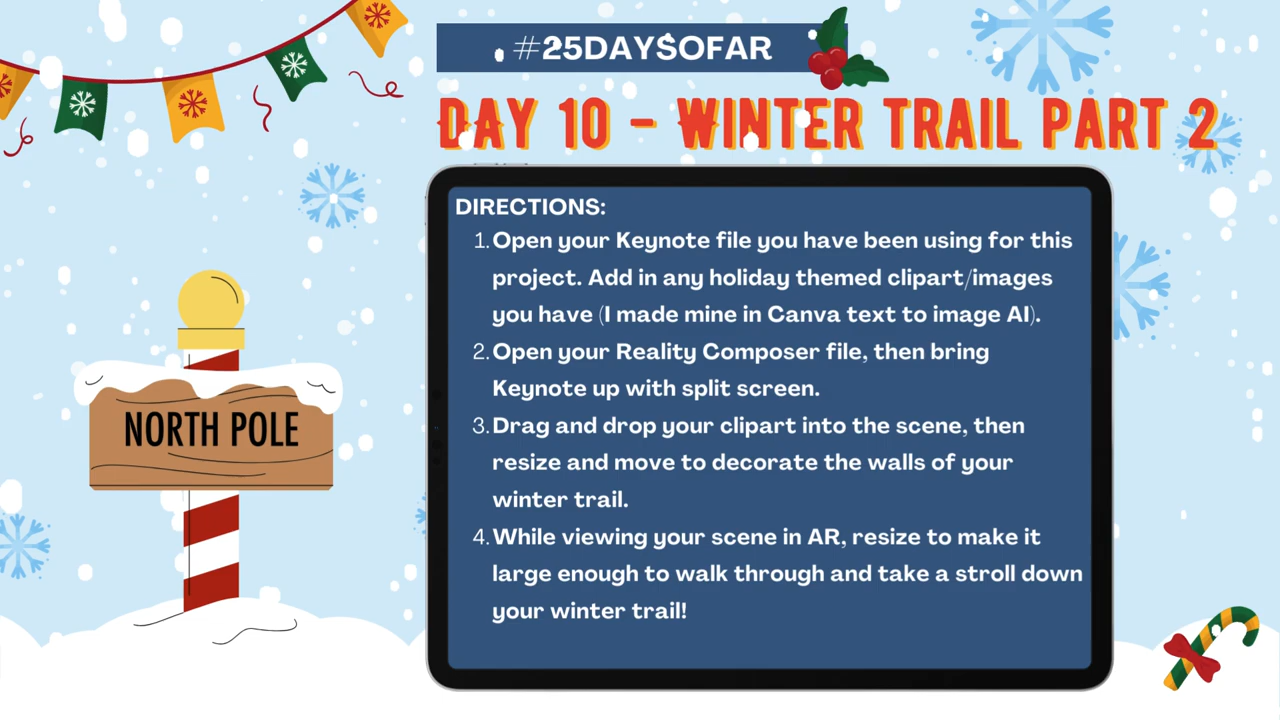 #25DAYSOFAR
DAY 10 - WINTER TRAIL PART 2
DIRECTIONS:
1. Open your Keynote file you have been using for this
project. Add in any holiday themed clipart/images
you have (I made mine in Canva text to image AI).
2. Open your Reality Composer file, then bring
Keynote up with split screen.
3. Drag and drop your clipart into the scene, then
resize and move to decorate the walls of your
winter trail.
4. While viewing your scene in AR, resize to make it
large enough to walk through and take a stroll down
your winter trail!
NORTH POLE